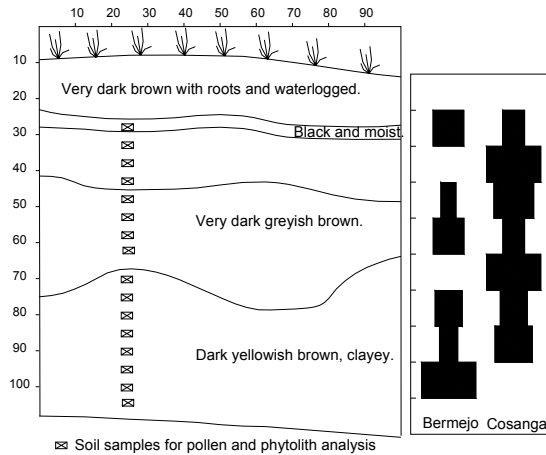 10 20 30 40 50 60 70 80 90
10
Very dark brown with roots and waterlogged.
20
30
Black and moist.
40
50
Very dark greyish brown.
60
70
80
90
Dark yellowish brown, clayey.
100
Bermejo Cosanga
Soil samples for pollen and phytolith analysis